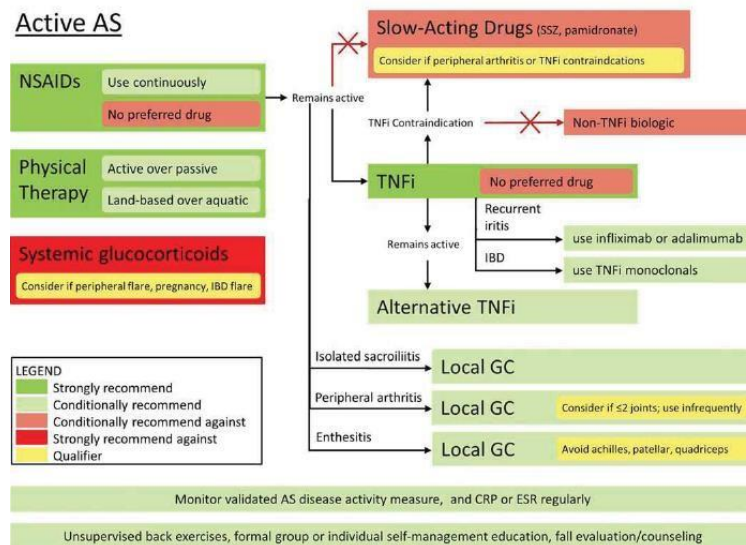 Active AS
NSAIDs
Use continuously
No preferred drug
Physical
Therapy
Active over passive
Land-based over aquatic
Systemic glucocorticoids
Consider if peripheral flare, pregnancy, IBD flare
Remains active
Slow-Acting Drugs (SSZ, pamidronate)
Consider if peripheral arthritis or TNFi contraindcations
TNFi Contraindication
Non-TNFi biologic
TNFi
No preferred drug
Remains active
Recurrent
iritis
use infliximab or adalimumab
IBD
use TNFi monoclonals
Alternative TNFi
Isolated sacroiliitis
Local GC
Peripheral arthritis
Local GC
Consider if ≤2 joints; use infrequently
Enthesitis
Local GC
Avoid achilles, patellar, quadriceps
LEGEND
Strongly recommend
Conditionally recommend
Conditionally recommend against
Strongly recommend against
Qualifier
Monitor validated AS disease activity measure, and CRP or ESR regularly
Unsupervised back exercises, formal group or individual self-management education, fall evaluation/counseling